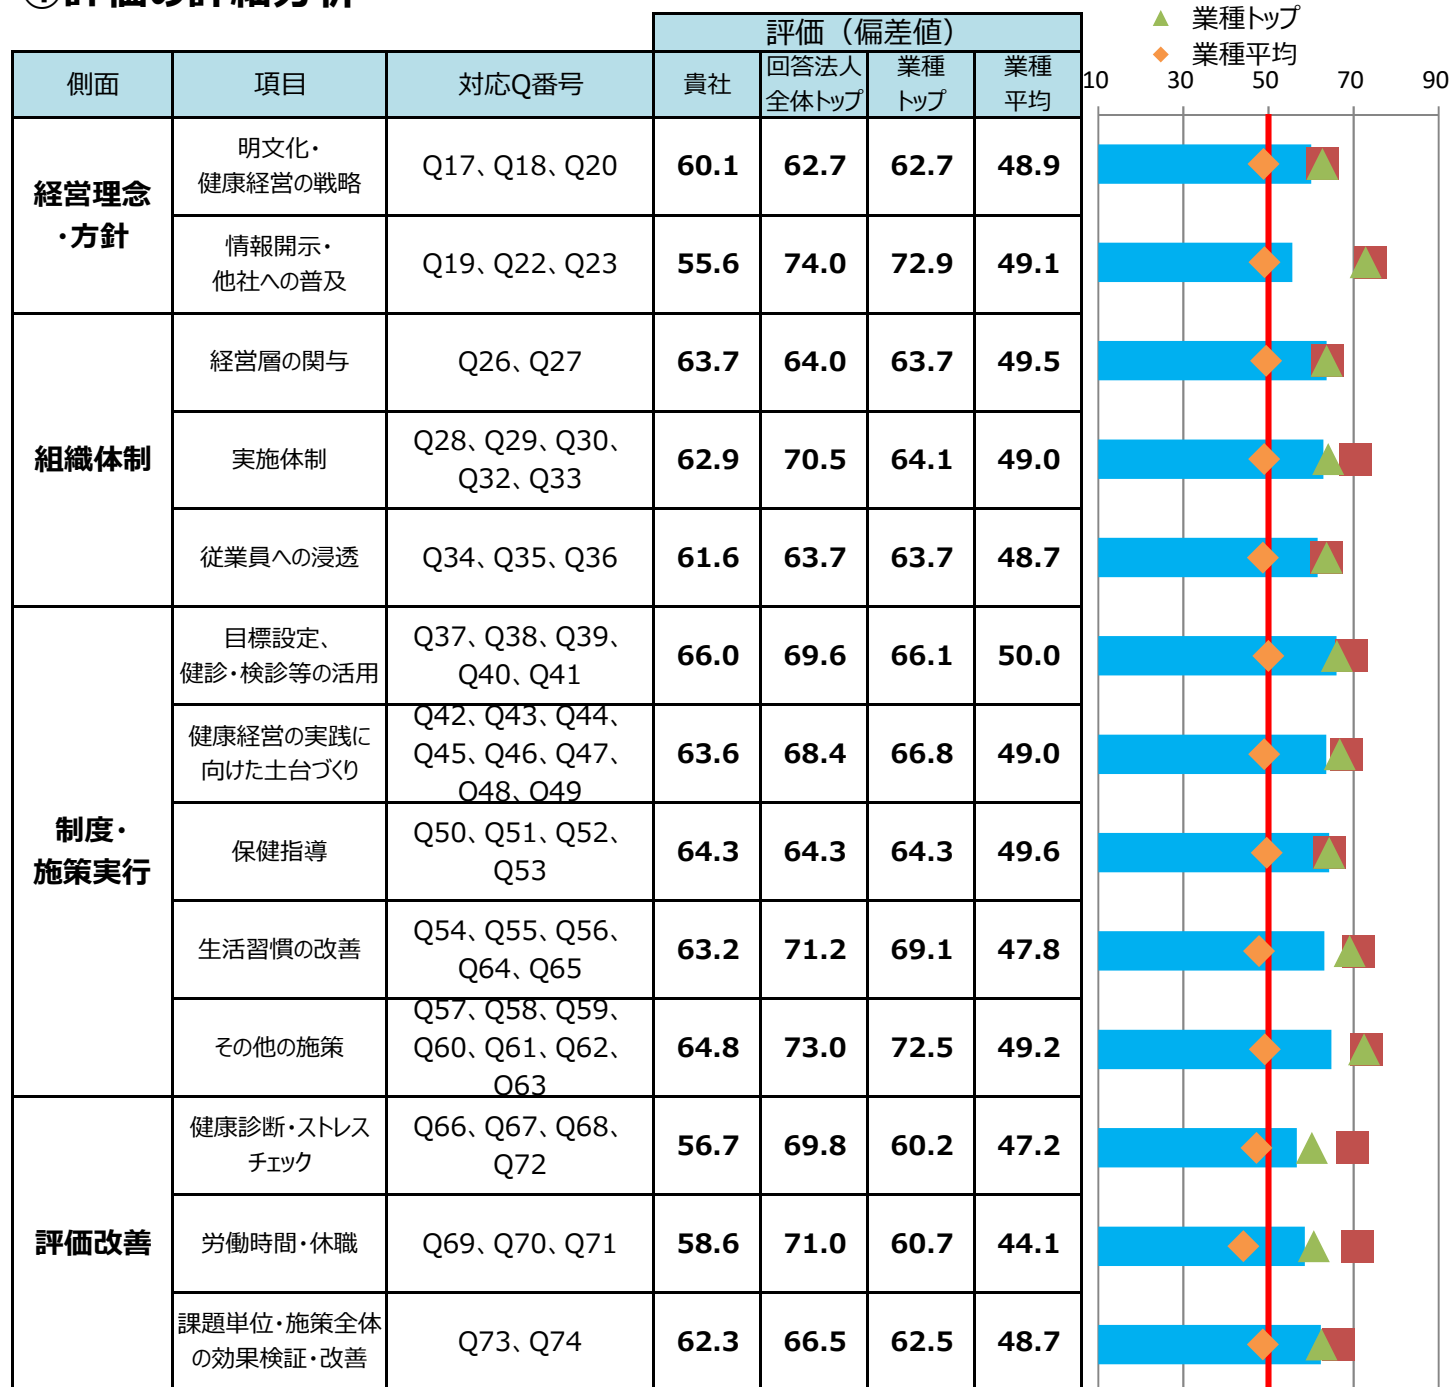 ①評価の詳細分析
業種トップ
業種平均
評価（偏差値）
側面 項目 対応Q番号 貴社 回答法人全体トップ 業種トップ 業種平均
10 30 50 70 90
経営理念・方針
明文化・健康経営の戦略 Q17、Q18、Q20 60.1 62.7 62.7 48.9
情報開示・他社への普及 Q19、Q22、Q23 55.6 74.0 72.9 49.1
組織体制
経営層の関与 Q26、Q27 63.7 64.0 63.7 49.5
実施体制 Q28、Q29、Q30、Q32、Q33 62.9 70.5 64.1 49.0
従業員への浸透 Q34、Q35、Q36 61.6 63.7 63.7 48.7
制度・施策実行
目標設定、健診・検診等の活用 Q37、Q38、Q39、Q40、Q41 66.0 69.6 66.1 50.0
健康経営の実践に向けた土台づくり Q42、Q43、Q44、Q45、Q46、Q47、Q48、Q49 63.6 68.4 66.8 49.0
保健指導 Q50、Q51、Q52、Q53 64.3 64.3 64.3 49.6
生活習慣の改善 Q54、Q55、Q56、Q64、Q65 63.2 71.2 69.1 47.8
その他の施策 Q57、Q58、Q59、Q60、Q61、Q62、Q63 64.8 73.0 72.5 49.2
評価改善
健康診断・ストレスチェック Q66、Q67、Q68、Q72 56.7 69.8 60.2 47.2
労働時間・休職 Q69、Q70、Q71 58.6 71.0 60.7 44.1
課題単位・施策全体の効果検証・改善 Q73、Q74 62.3 66.5 62.5 48.7